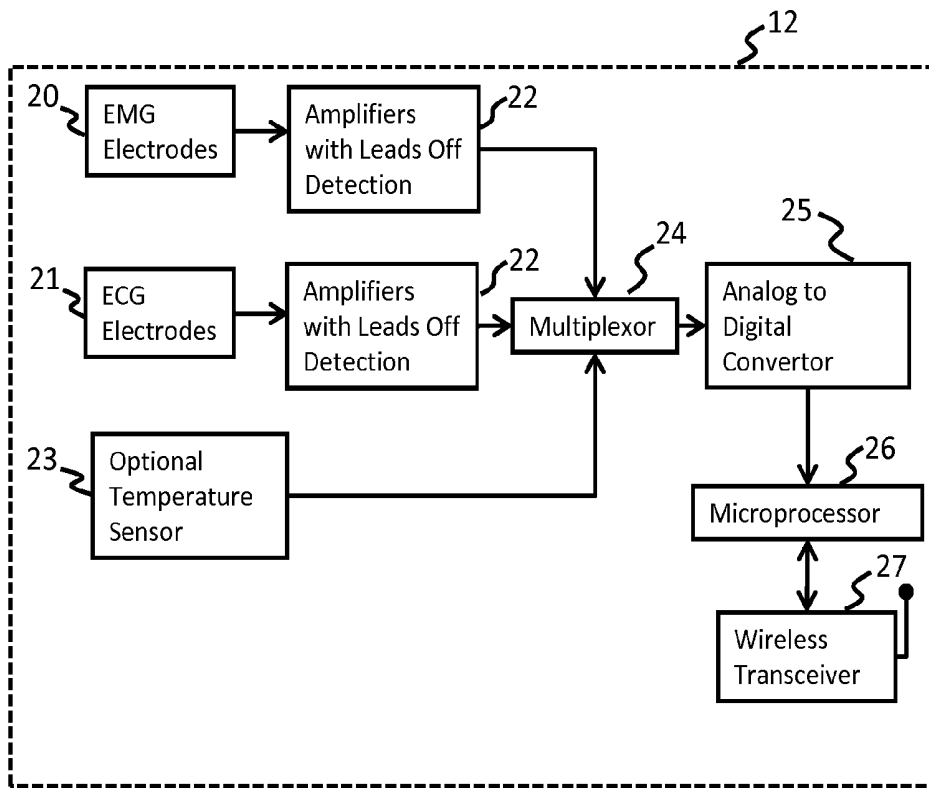 12
20
EMG
Electrodes
Amplifiers
with Leads Off
Detection
22
21
ECG
Electrodes
Amplifiers
with Leads Off
Detection
22
24
Multiplexor
25
Analog to
Digital
Convertor
23
Optional
Temperature
Sensor
26
Microprocessor
27
Wireless
Transceiver